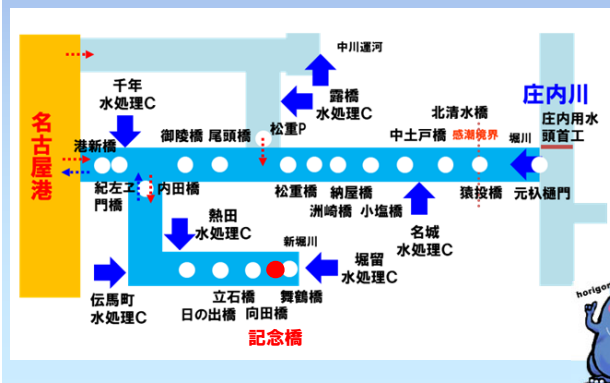 中川運河
千年
水処理C
露橋
水処理C
庄内川
庄内用水
頭首工
北清水橋
感潮境界
堀川
名古屋港
港新橋
御陵橋
尾頭橋
松重P
中土戸橋
紀左ヱ
門橋
内田橋
松重橋
納屋橋
洲崎橋
小塩橋
猿投橋
元杁樋門
名城
水処理C
熱田
水処理C
新堀川
堀留
水処理C
伝馬町
水処理C
日の出橋
立石橋
向田橋
舞鶴橋
記念橋